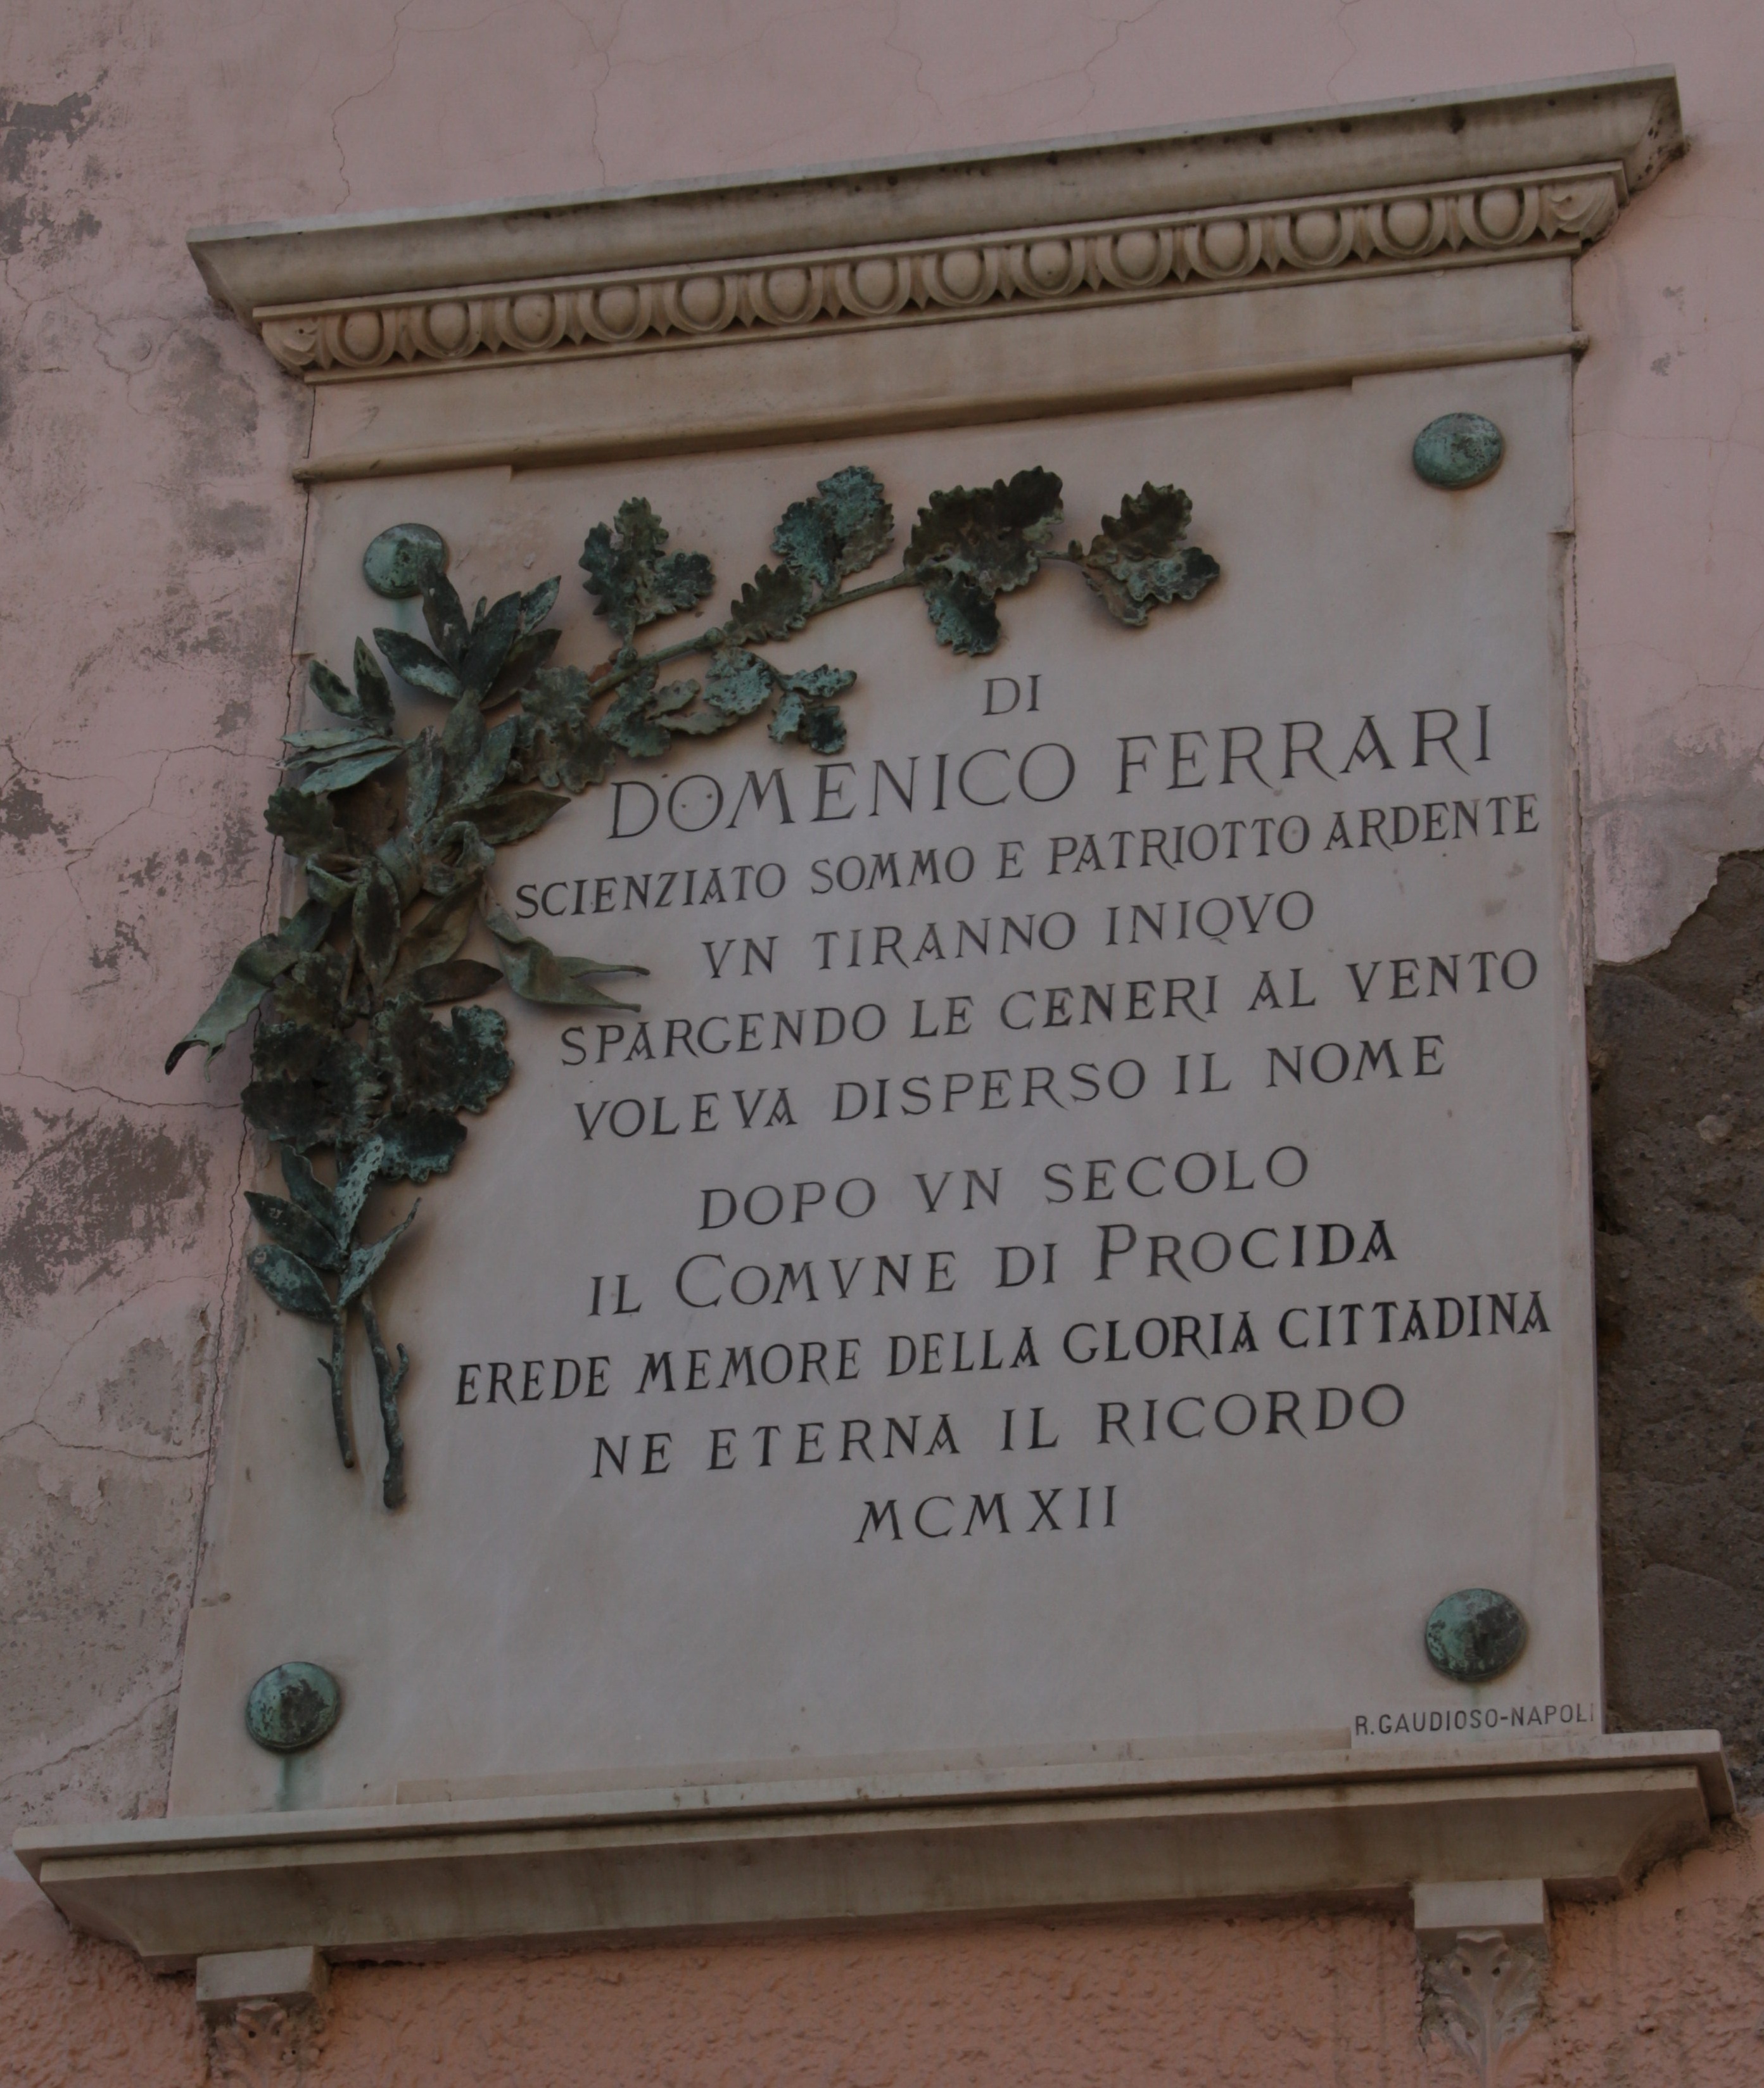 DI
DOMENICO FERRARI
SCIENZIATO SOMMO E PATRIOTTO ARDENTE
VN TIRANNO INIQVO
SPARGENDO LE CENERI AL VENTO
VOLEVA DISPERSO IL NOME
DOPO VN SECOLO
IL COMVNE DI PROCIDA
EREDE MEMORE DELLA GLORIA CITTADINA
NE ETERNA IL RICORDO
MCMXII
R. GAUDIOSO-NAPOLI